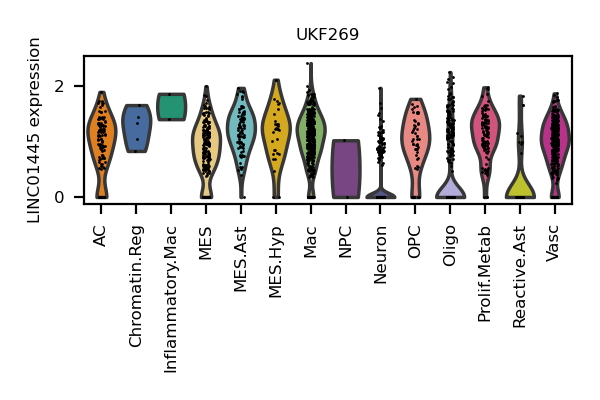 UKF269
LINC01445 expression
2
0
AC
Chromatin.Reg
Inflammatory.Mac
MES
MES.Ast
MES.Hyp
Mac
NPC
Neuron
OPC
Oligo
Prolif.Metab
Reactive.Ast
Vasc